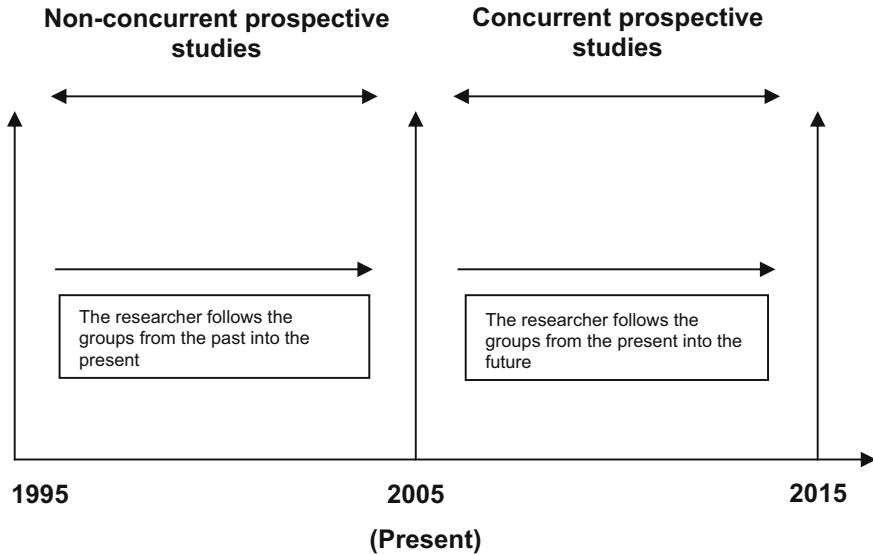 Non-concurrent prospective
studies
Concurrent prospective
studies
The researcher follows the
groups from the past into the
present
The researcher follows the
groups from the present into the
future
1995
2005
2015
(Present)